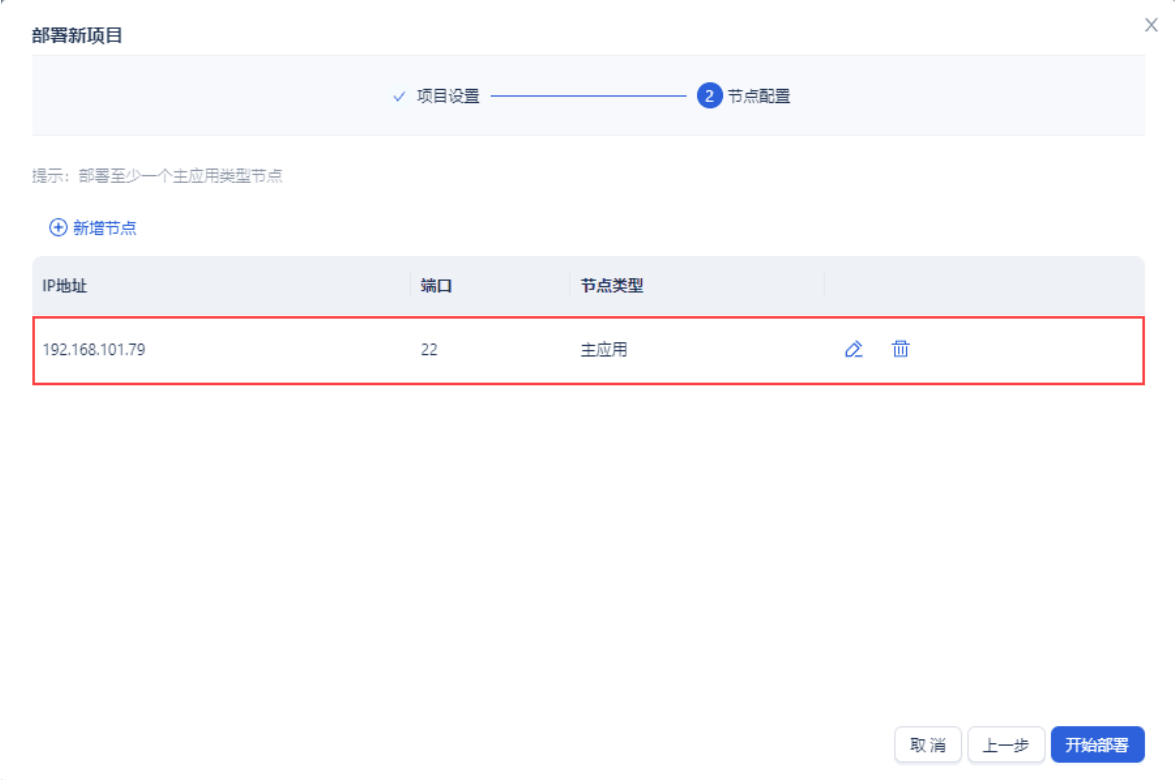 部署新项目
项目设置 2 节点配置
提示：部署至少一个主应用类型节点
新增节点
IP地址 端口 节点类型
192.168.101.79 22 主应用
取消 上一步 开始部署